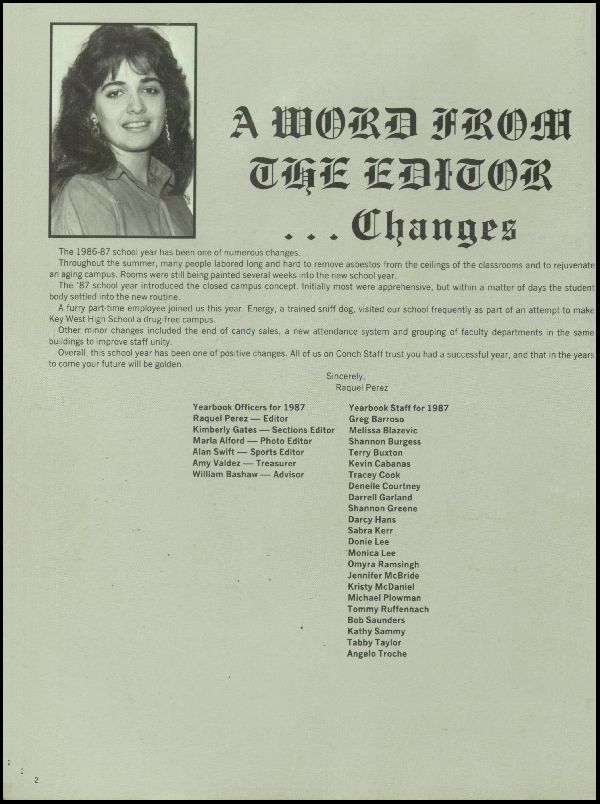 A WORD FROM
THE EDITOR
. . . Changes
The 1986-87 school year has been one of numerous changes.
Throughout the summer, many people labored long and hard to remove asbestos from the ceilings of the classrooms and to rejuvenate
an aging campus. Rooms were still being painted several weeks into the new school year.
The '87 school year introduced the closed campus concept. Initially most were apprehensive, but within a matter of days the student
body settled into the new routine.
A furry part-time employee joined us this year. Energy, a trained sniff dog, visited our school frequently as part of an attempt to make
Key West High School a drug-free campus.
Other minor changes included the end of candy sales, a new attendance system and grouping of faculty departments in the same
buildings to improve staff unity.
Overall, this school year has been one of positive changes. All of us on Conch Staff trust you had a successful year, and that in the years
to come your future will be golden.
Sincerely,
Raquel Perez
Yearbook Officers for 1987
Raquel Perez — Editor
Kimberly Gates — Sections Editor
Marla Alford — Photo Editor
Alan Swift — Sports Editor
Amy Valdez — Treasurer
William Bashaw — Advisor
Yearbook Staff for 1987
Greg Barroso
Melissa Blazevic
Shannon Burgess
Terry Buxton
Kevin Cabanas
Tracey Cook
Denelle Courtney
Darrell Garland
Shannon Greene
Darcy Hans
Sabra Kerr
Donie Lee
Monica Lee
Omyra Ramsingh
Jennifer McBride
Kristy McDaniel
Michael Plowman
Tommy Ruffenach
Bob Saunders
Kathy Sammy
Tabby Taylor
Angelo Troche
2